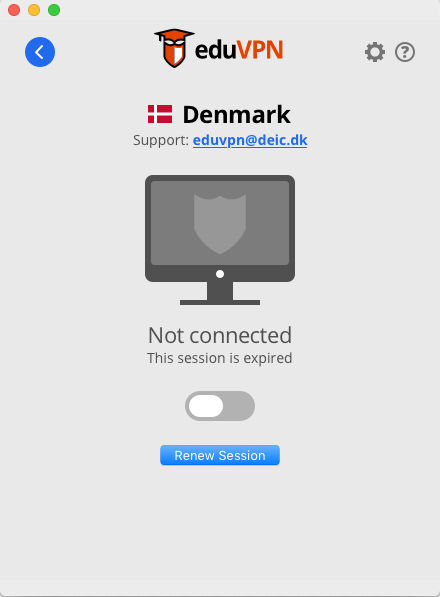 eduVPN
Denmark
Support: eduvpn@deic.dk
Not connected
This session is expired
Renew Session